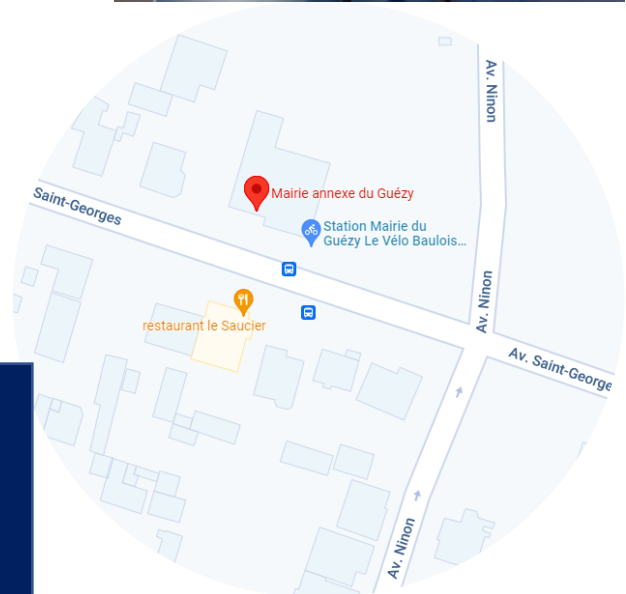 Av. Ninon
Mairie annexe du Guézy
Saint-Georges
Station Mairie du
Guézy Le Vélo Baulois...
Av. Ninon
restaurant le Saucier
Av. Saint-George
Av. Ninon